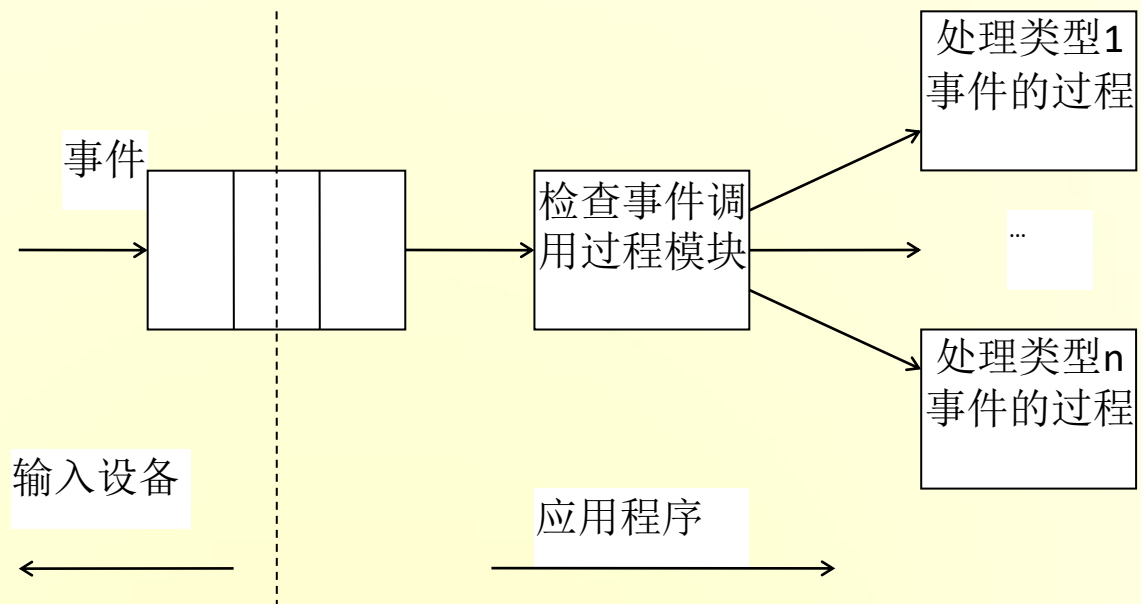 处理类型1
事件的过程
事件
检查事件调
用过程模块
...
处理类型n
事件的过程
输入设备
应用程序